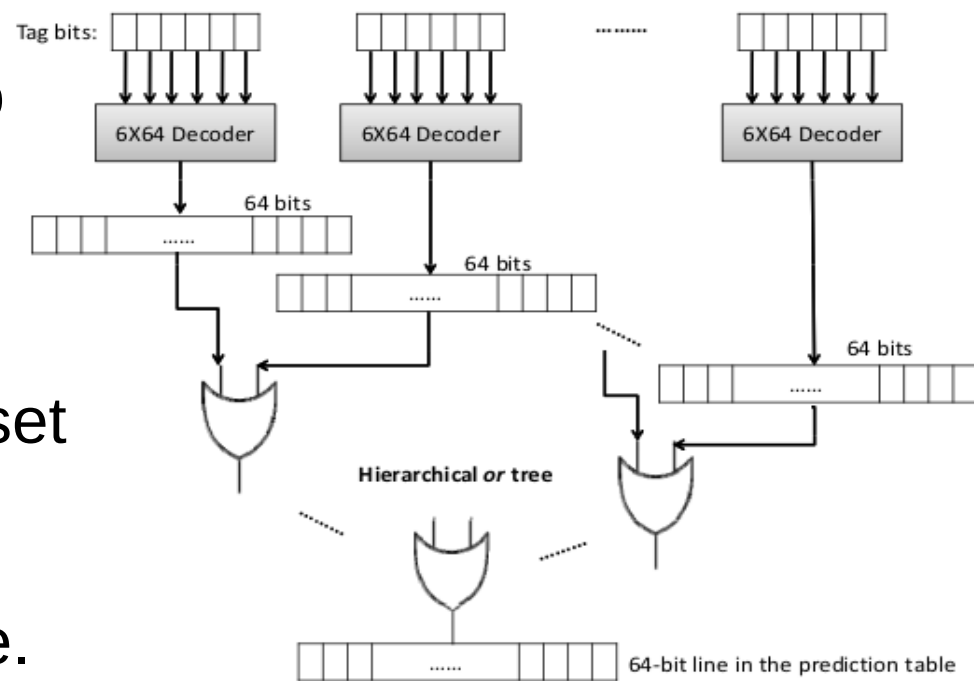 Tag bits:
.........
6X64 Decoder
6X64 Decoder
6X64 Decoder
64 bits
......
64 bits
......
set
64 bits
......
Hierarchical or tree
e.
......
64-bit line in the prediction table